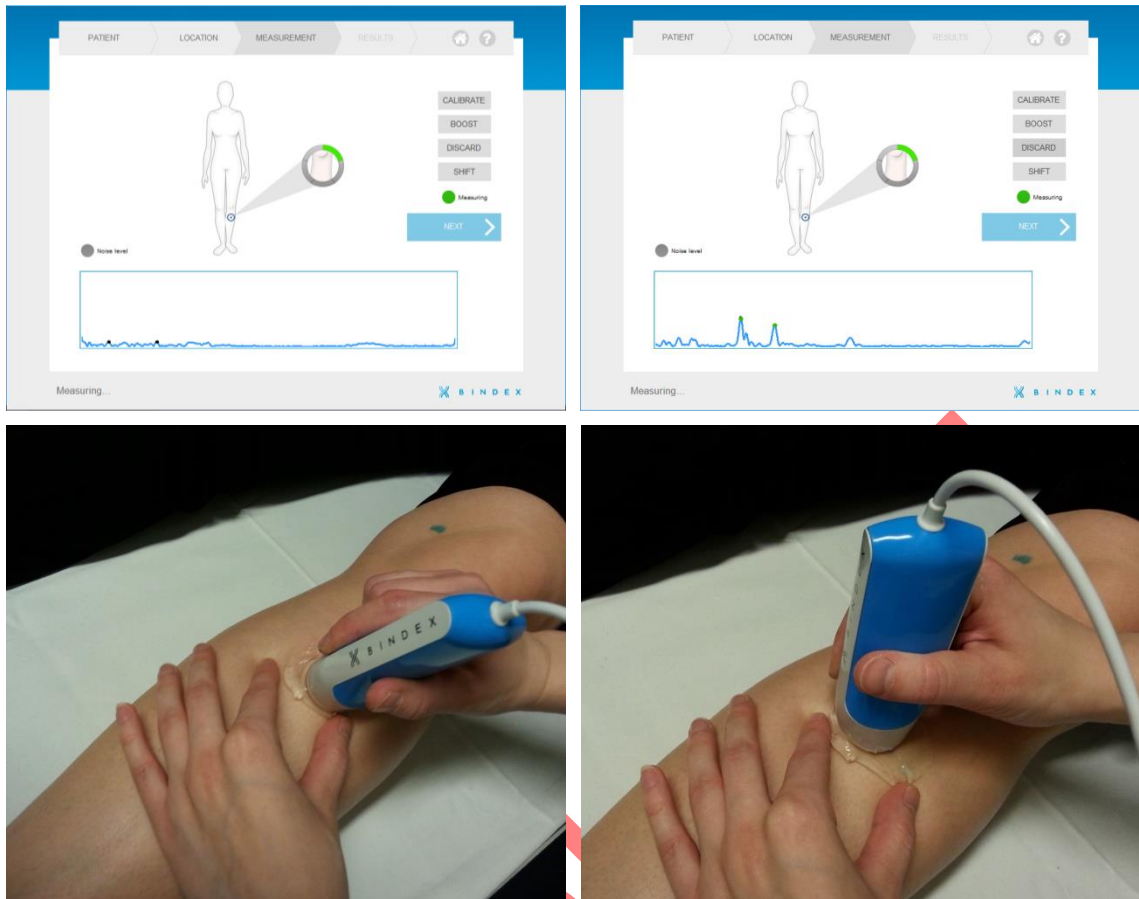 PATIENT LOCATION MEASUREMENT RESULTS ?
CALIBRATE
BOOST
DISCARD
SHIFT
Measuring
NEXT
Noise level
Measuring...
BINDEX
PATIENT LOCATION MEASUREMENT RESULTS ?
CALIBRATE
BOOST
DISCARD
SHIFT
Measuring
NEXT
Noise level
Measuring...
BINDEX
BINDEX